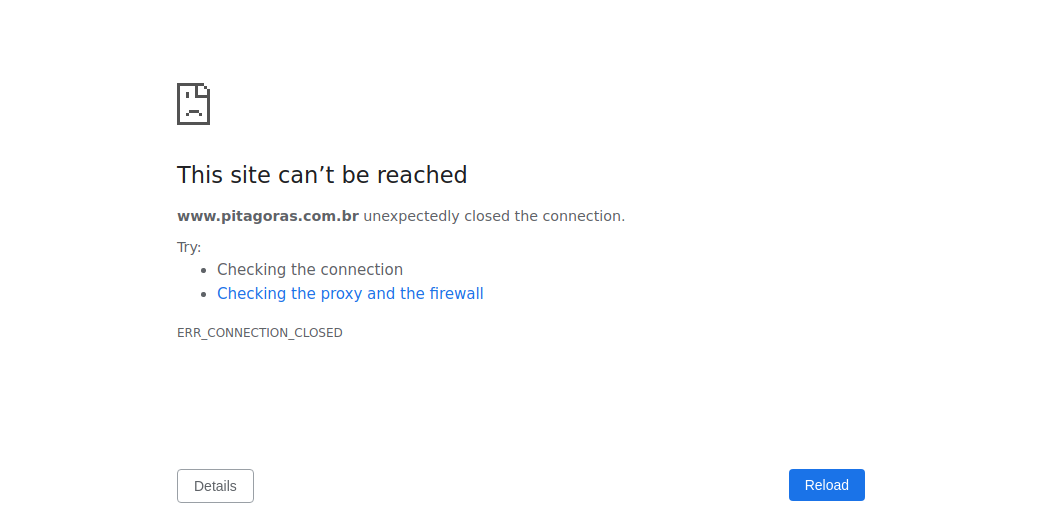 This site can’t be reached
www.pitagoras.com.br unexpectedly closed the connection.
Try:
Checking the connection
Checking the proxy and the firewall
ERR_CONNECTION_CLOSED
Details
Reload